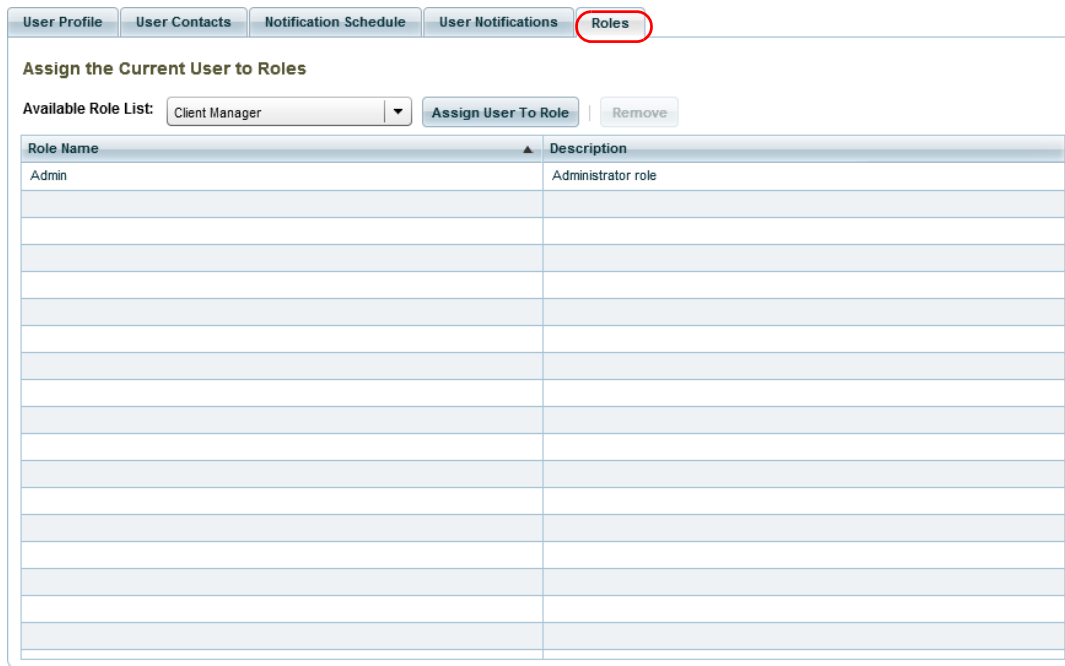 User Profile User Contacts Notification Schedule User Notifications Roles
Assign the Current User to Roles
Available Role List: Client Manager Assign User To Role Remove
Role Name Description
Admin Administrator role